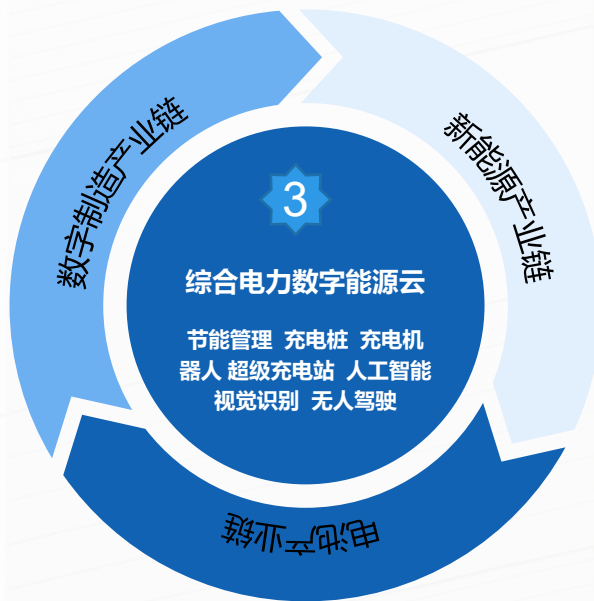 数字制造产业链
新能源产业链
3
综合电力数字能源云
节能管理 充电桩 充电机
器人 超级充电站 人工智能
视觉识别 无人驾驶
电池产业链